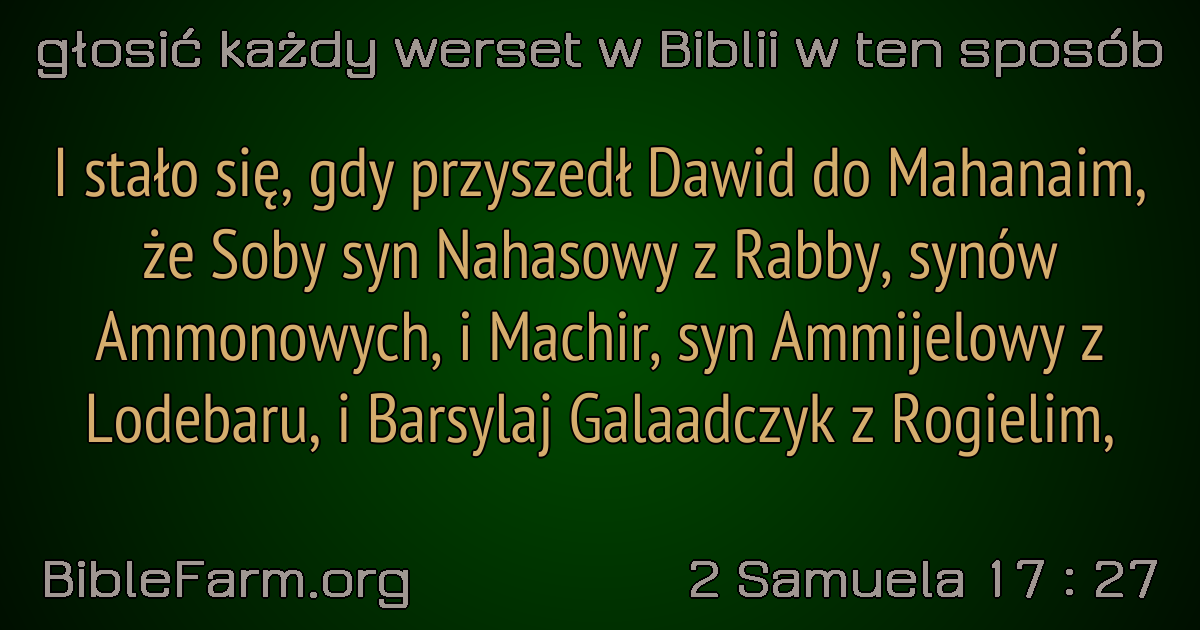 głosić każdy werset w Biblii w ten sposób
I stało się, gdy przyszedł Dawid do Mahanaim,
że Soby syn Nahasowy z Rabby, synów
Ammonowych, i Machir, syn Ammijelowy z
Lodebaru, i Barsylaj Galaadczyk z Rogielim,
BibleFarm.org
2 Samuela 17 : 27